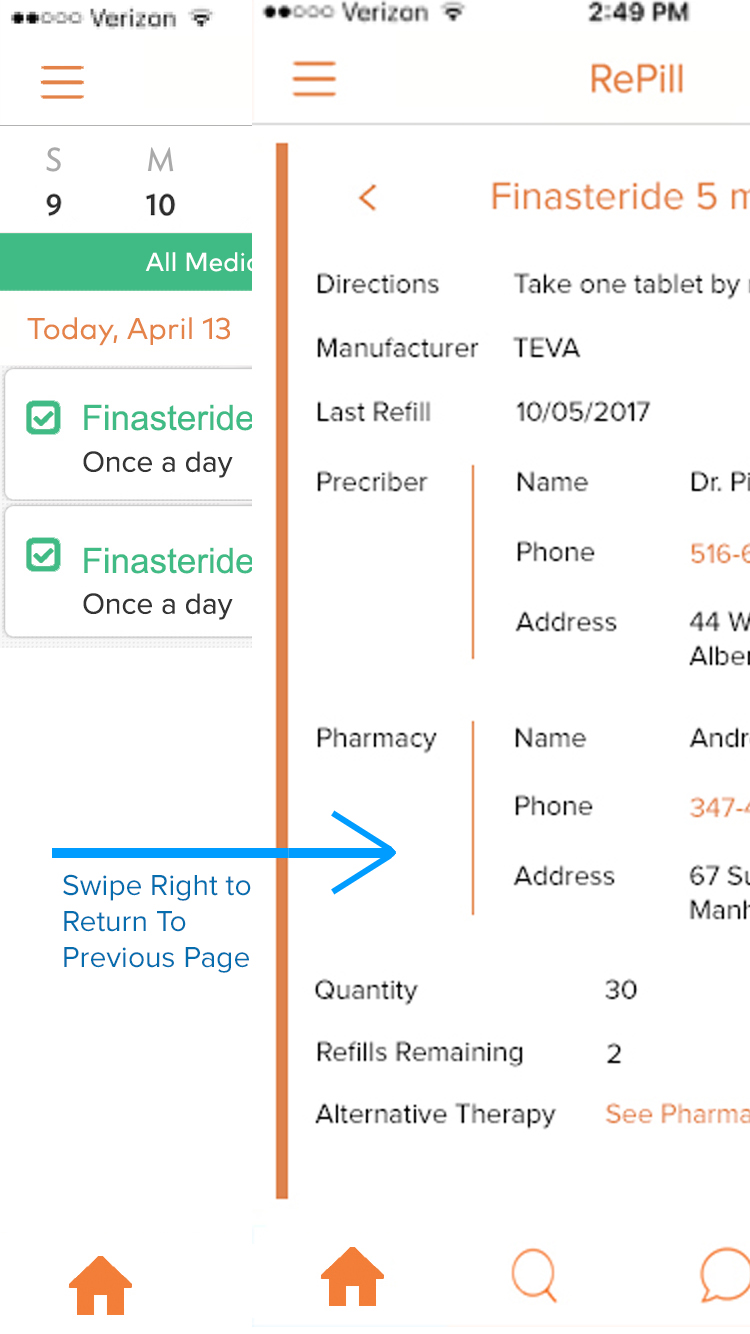 Verizon
S M
9 10
All Medic
Today, April 13
Finasteride
Once a day
Finasteride
Once a day
Swipe Right to
Return To
Previous Page
Verizon 2:49 PM
RePill
< Finasteride 5 m
Directions Take one tablet by
Manufacturer TEVA
Last Refill 10/05/2017
Precriber Name Dr. Pi
Phone 516-6
Address 44 W
Alber
Pharmacy Name Andr
Phone 347-4
Address 67 Su
Manh
Quantity 30
Refills Remaining 2
Alternative Therapy See Pharma